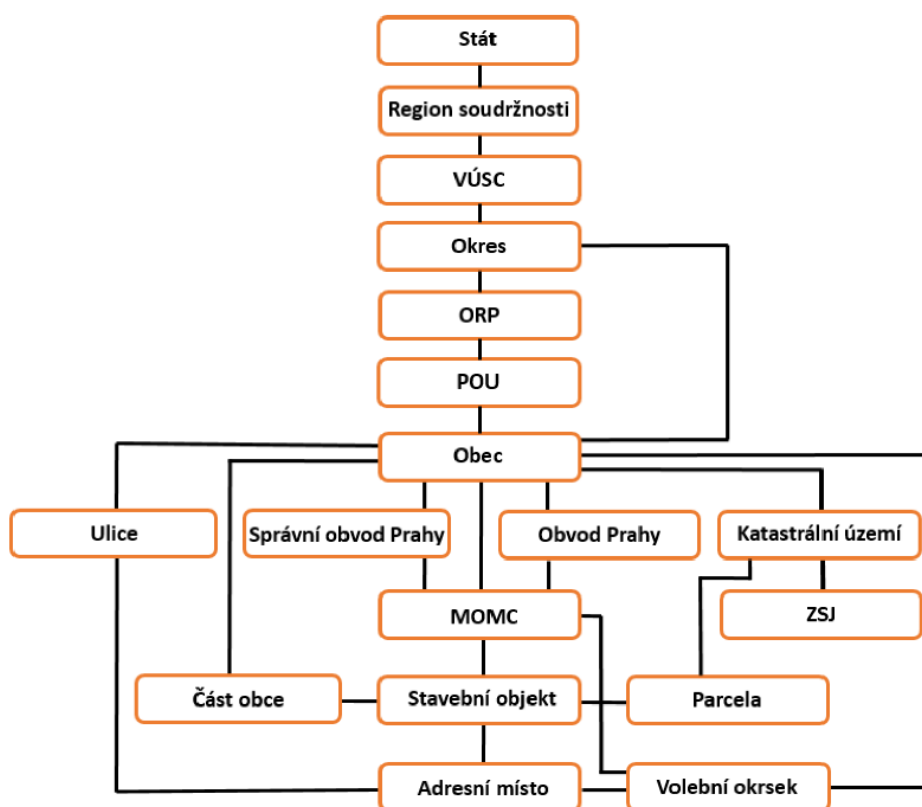 Stát
Region soudržnosti
VÚSC
Okres
ORP
POU
Obec
Ulice
Správní obvod Prahy
Obvod Prahy
Katastrální území
MOMC
ZSJ
Část obce
Stavební objekt
Parcela
Adresní místo
Volební okrsek